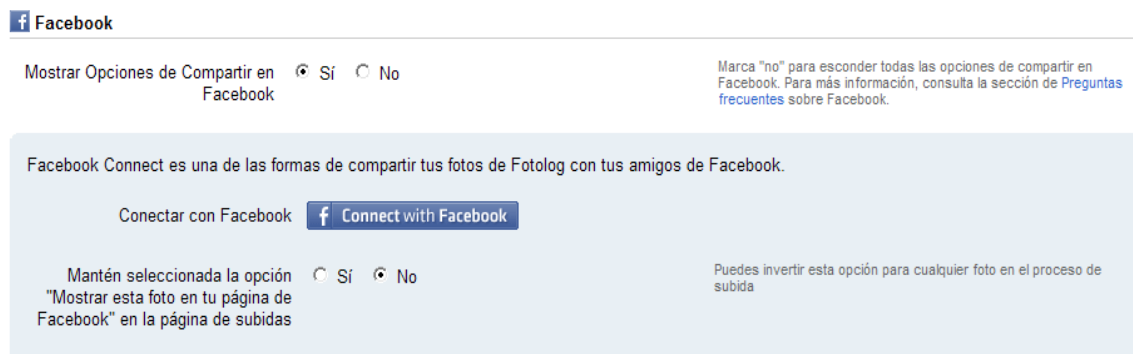 Facebook
Mostrar Opciones de Compartir en
Facebook
Sí No
Marca "no" para esconder todas las opciones de compartir en
Facebook. Para más información, consulta la sección de Preguntas
frecuentes sobre Facebook.
Facebook Connect es una de las formas de compartir tus fotos de Fotolog con tus amigos de Facebook.
Conectar con Facebook
Connect with Facebook
Mantén seleccionada la opción
"Mostrar esta foto en tu página de
Facebook" en la página de subidas
Sí No
Puedes invertir esta opción para cualquier foto en el proceso de
subida